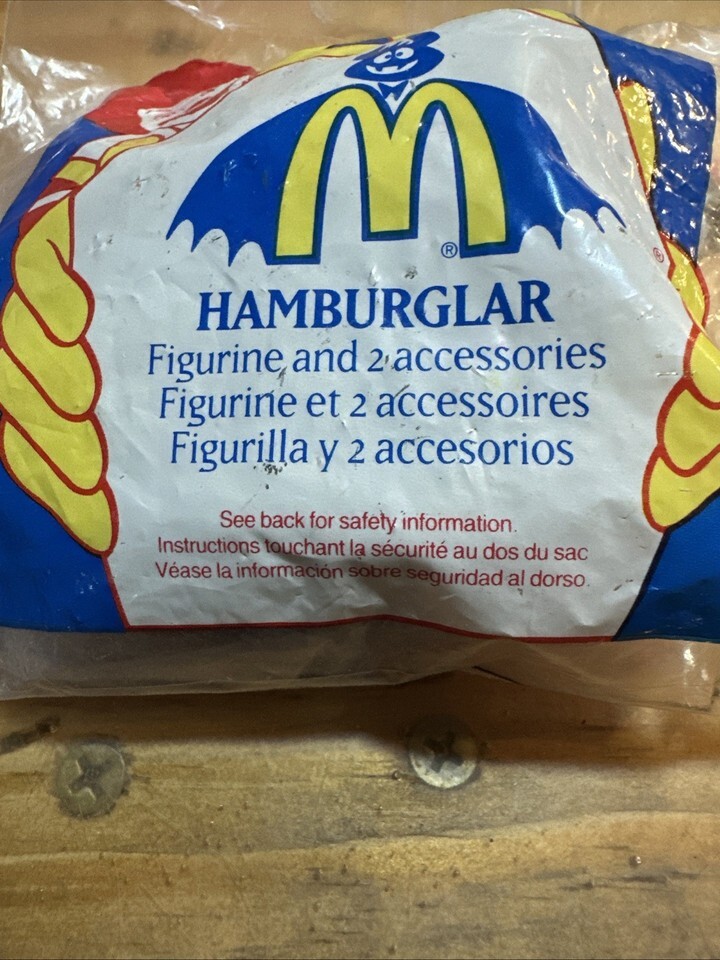 M®
®
HAMBURGLAR
Figurine and 2 accessories
Figurine et 2 accessoires
Figurilla y 2 accesorios
See back for safety information.
Instructions touchant la sécurité au dos du sac
Véase la información sobre seguridad al dorso.